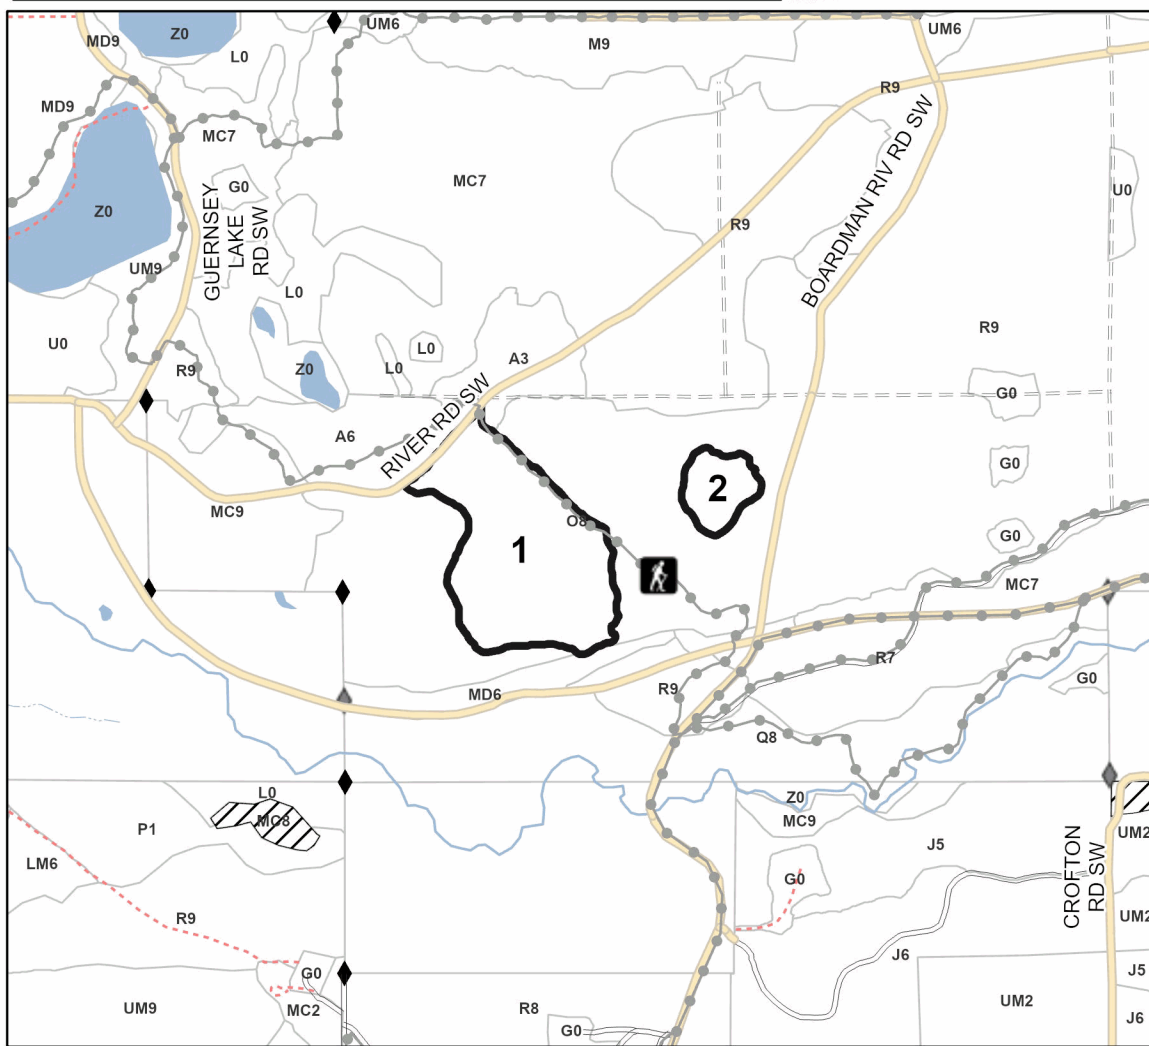 Z0
UM6
UM6
MD9
M9
L0
R9
MD9
MC7
MC7
G0
U0
Z0
GUERNSEY
LAKE
RD SW
R9
BOARDMAN RIV RD SW
UM9
L0
R9
U0
L0
A3
R9
Z0
L0
G0
RIVER RD SW
A6
G0
2
MC9
O8
G0
1
MC7
R7
R9
G0
MD6
Q8
L0
Z0
MC8
MC9
P1
UM2
J5
LM6
CROFTON
RD SW
G0
R9
UM2
J6
G0
J5
UM9
MC2
R8
UM2
J6
G0